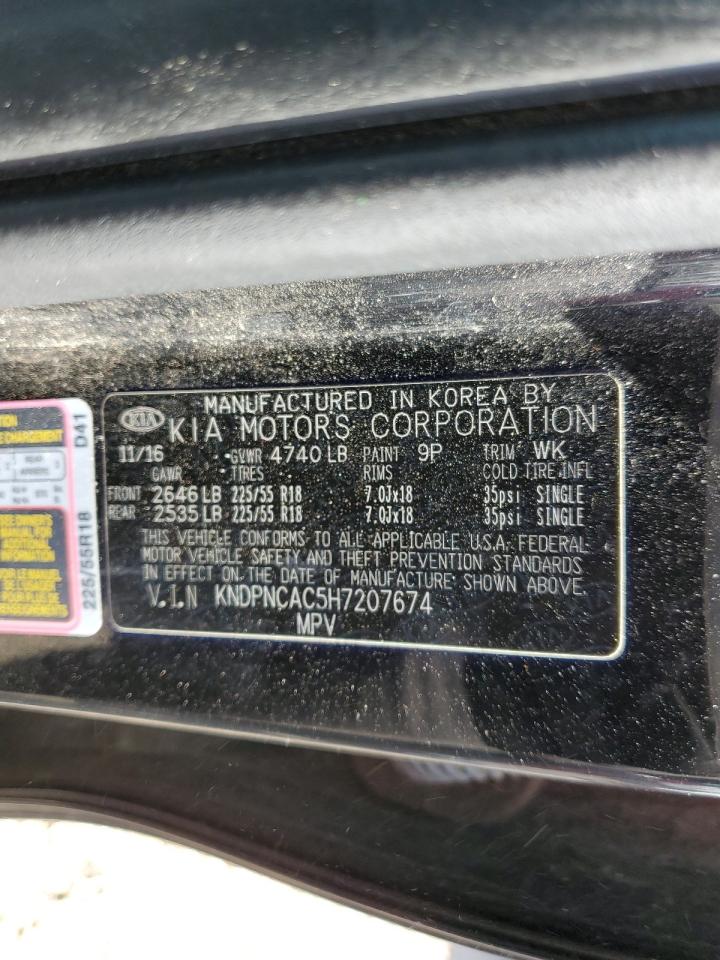 MANUFACTURED IN KOREA BY
KIA KIA MOTORS CORPORATION
11/16 GVWR 4740 LB PAINT 9P TRIM WK
GAWR TIRES RIMS COLD TIRE INFL
FRONT 2646 LB 225/55 R18 7.0Jx18 35psi SINGLE
REAR 2535 LB 225/55 R18 7.0Jx18 35psi SINGLE
THIS VEHICLE CONFORMS TO ALL APPLICABLE U.S.A. FEDERAL
MOTOR VEHICLE SAFETY AND THEFT PREVENTION STANDARDS
IN EFFECT ON THE DATE OF MANUFACTURE SHOWN ABOVE.
V.I.N KNDPNCAC5H7207674
MPV
D41
225/55R18